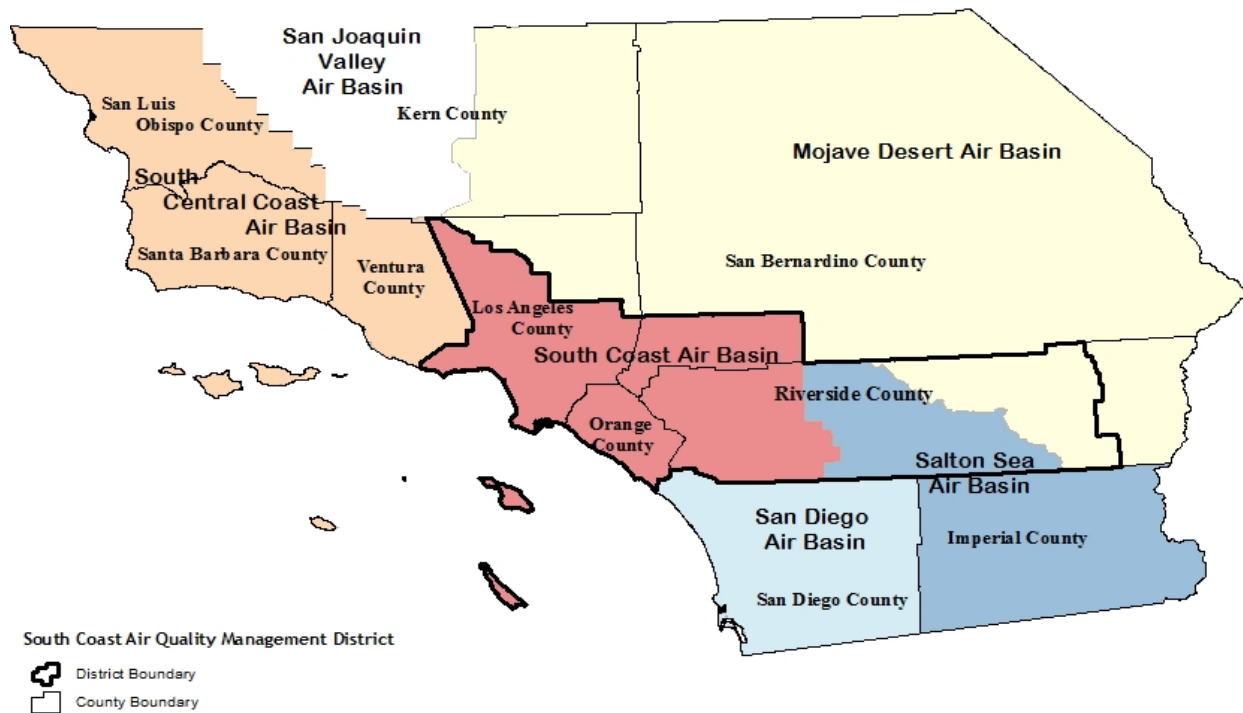 San Joaquin
Valley
Air Basin
San Luis
Obispo County
Kern County
Mojave Desert Air Basin
South
Central Coast
Air Basin
Santa Barbara County
Ventura
County
San Bernardino County
Los Angeles
County
South Coast Air Basin
Riverside County
Orange
County
Salton Sea
Air Basin
San Diego
Air Basin
Imperial County
San Diego County
South Coast Air Quality Management District
District Boundary
County Boundary